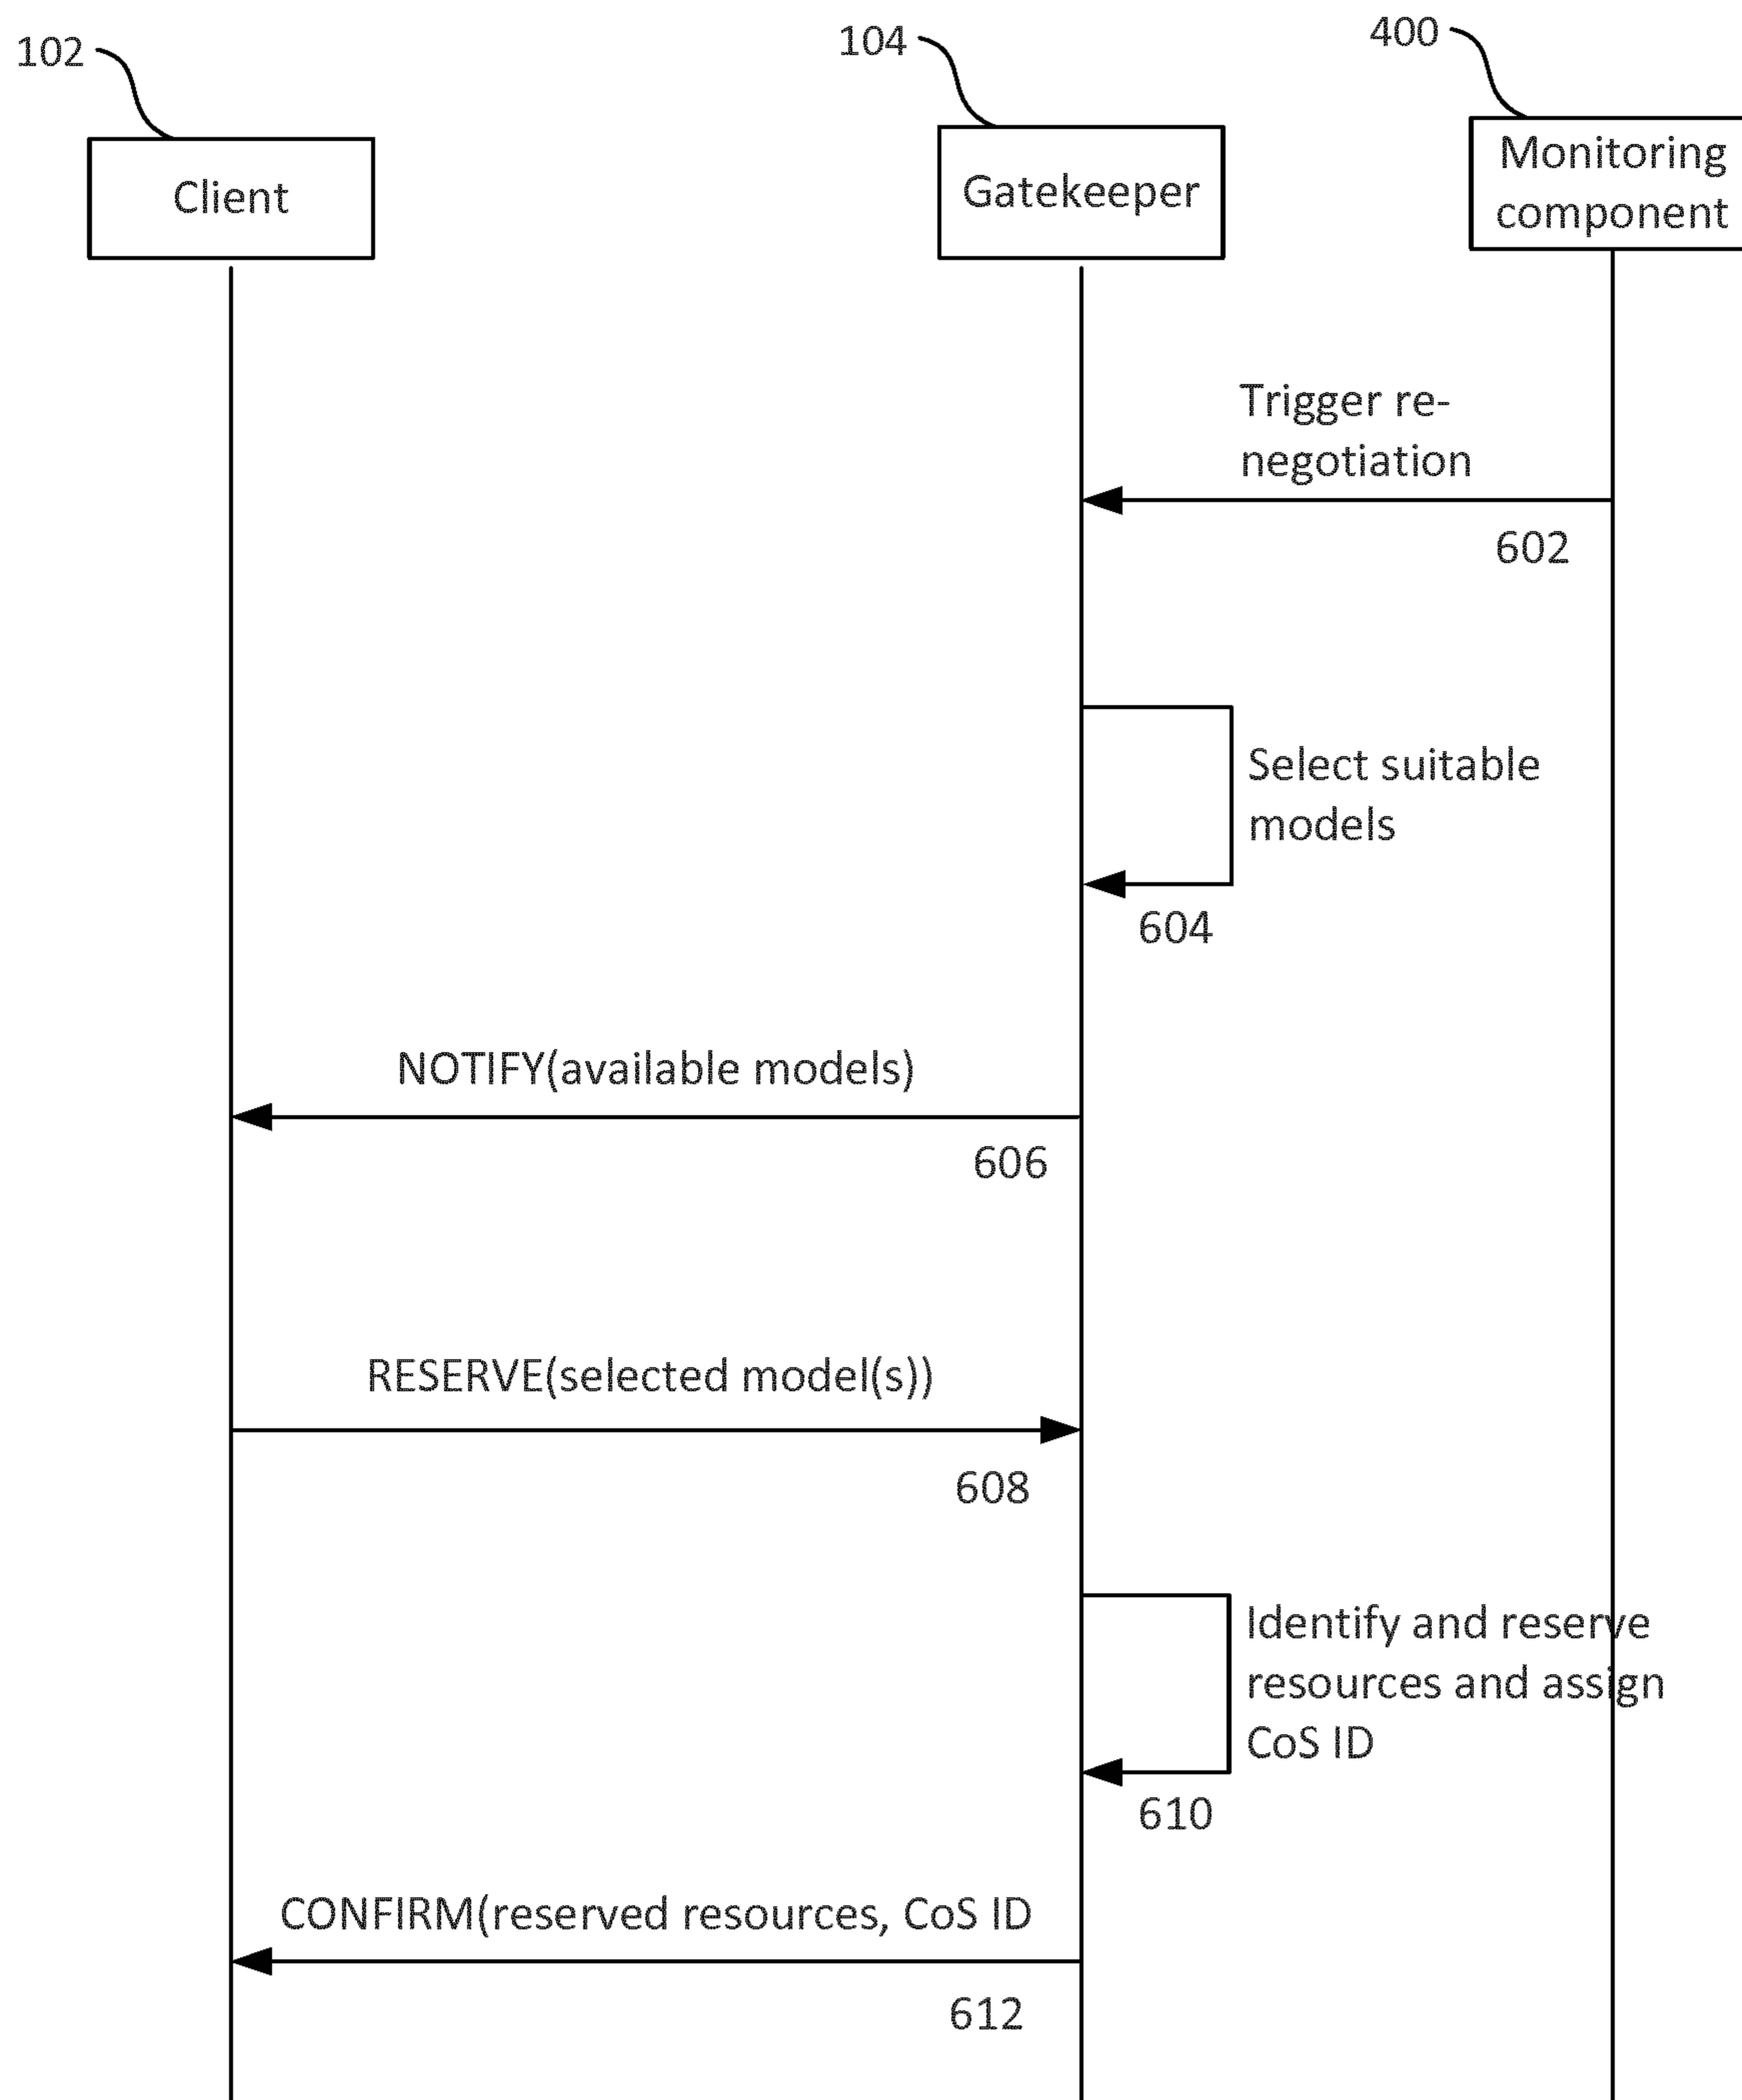 102
104
400
Client
Gatekeeper
Monitoring
component
Trigger re-
negotiation
602
Select suitable
models
604
NOTIFY(available models)
606
RESERVE(selected model(s))
608
Identify and reserve
resources and assign
CoS ID
610
CONFIRM(reserved resources, CoS ID
612